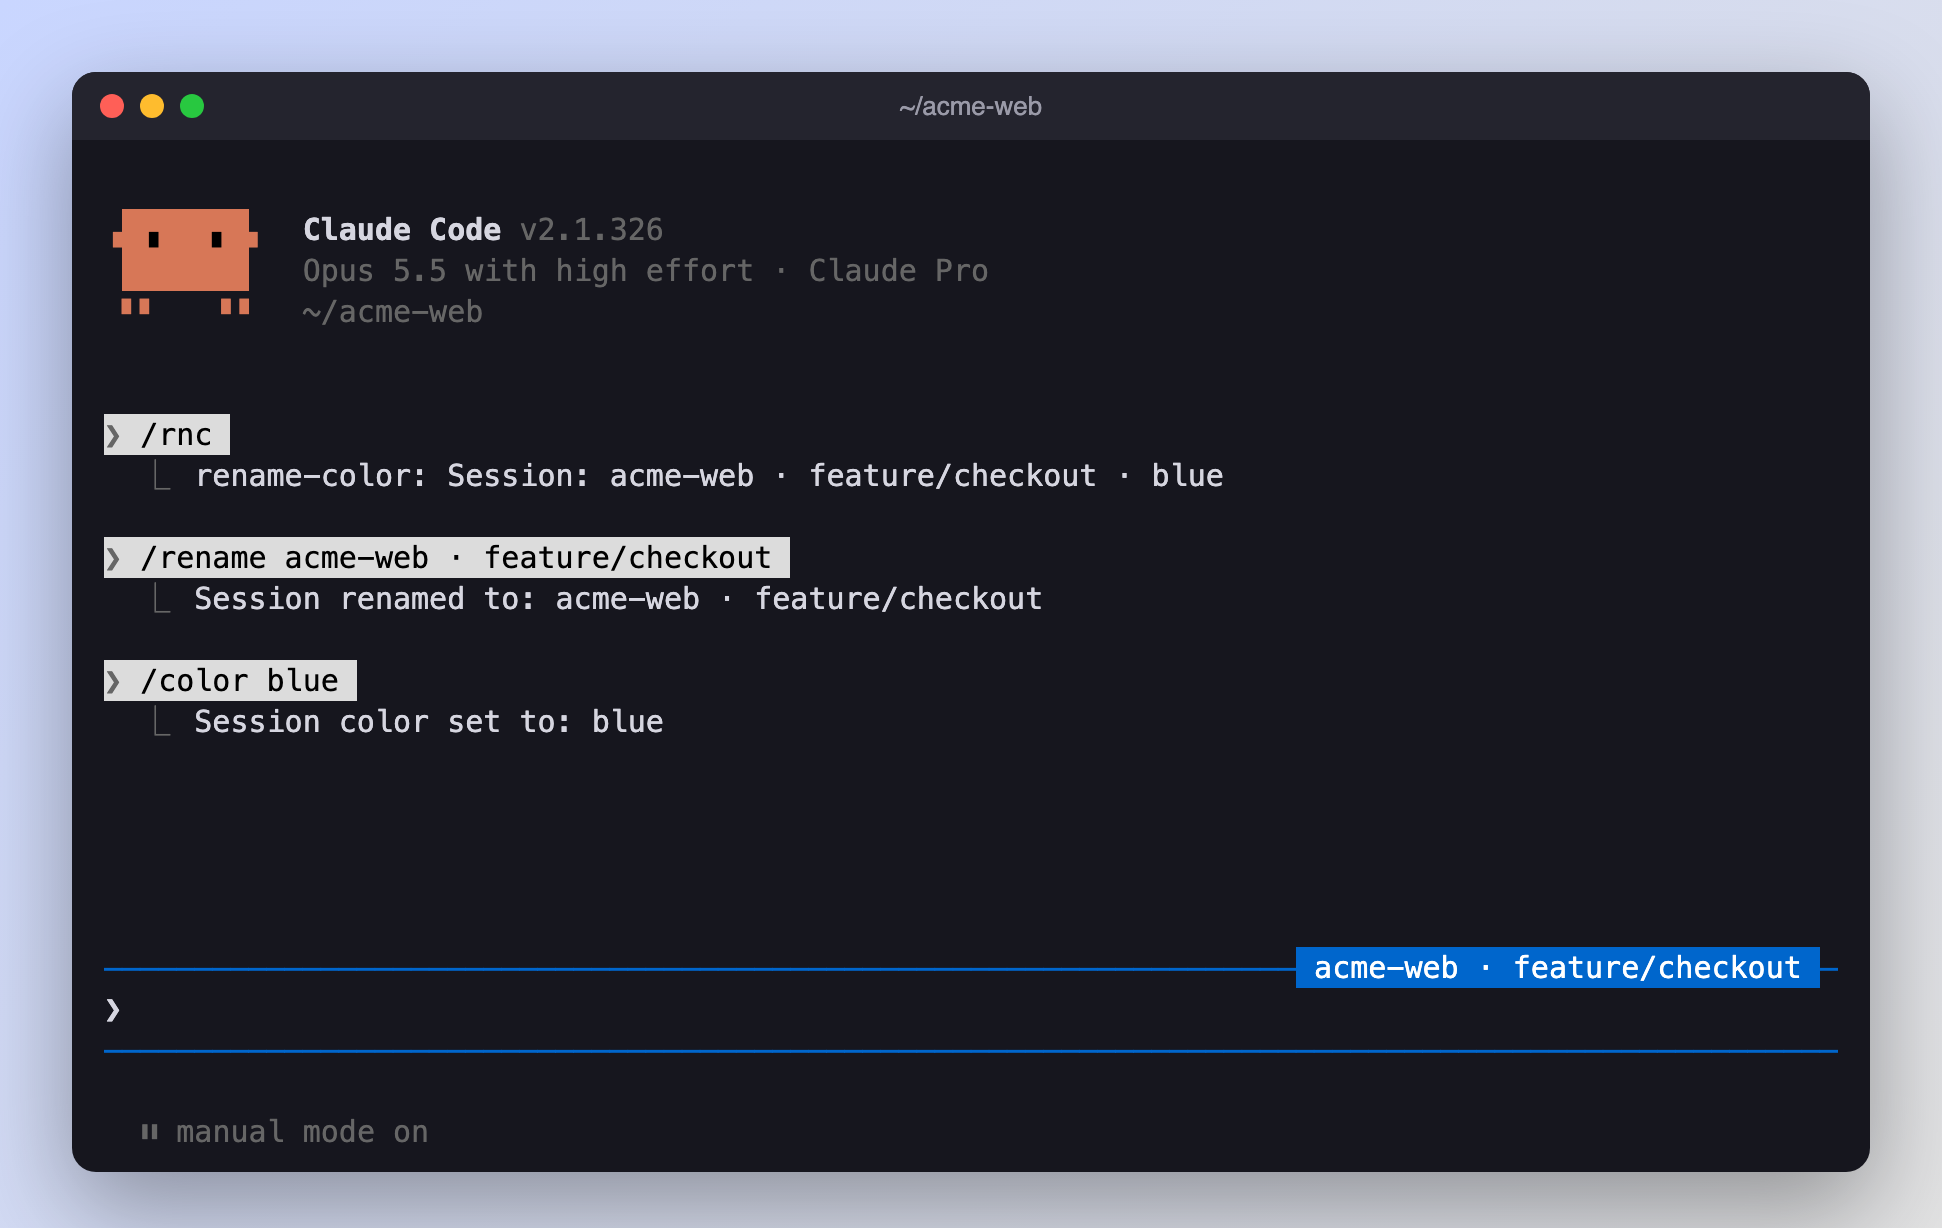 ~/acme-web
Claude Code v2.1.326
Opus 5.5 with high effort · Claude Pro
~/acme-web
❯ /rnc
⎿ rename-color: Session: acme-web · feature/checkout · blue
❯ /rename acme-web · feature/checkout
⎿ Session renamed to: acme-web · feature/checkout
❯ /color blue
⎿ Session color set to: blue
acme-web · feature/checkout
❯
⏸ manual mode on